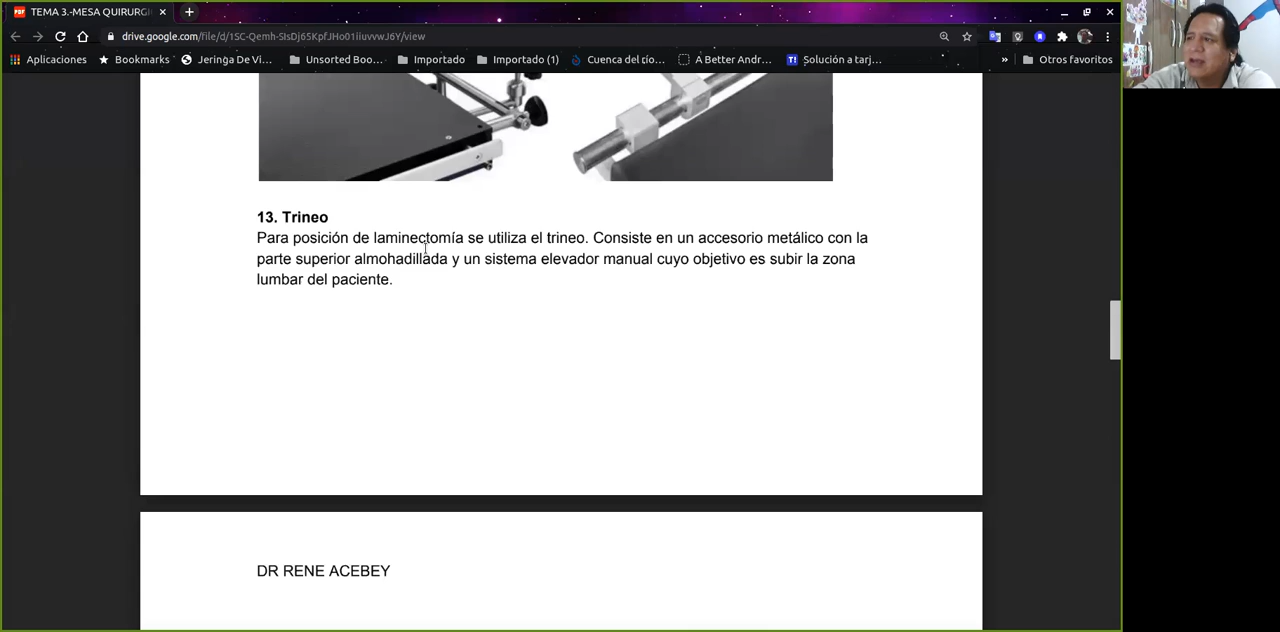 TEMA 3.-MESA QUIRURGI
drive.google.com/file/d/1SC-Qemh-SIsDj65KpfJHo01IiuvvwJ6Y/view
Aplicaciones Bookmarks Jeringa De Vi... Unsorted Boo... Importado Importado (1) Cuenca del río... A Better Andr... T! Solución a tarj... » Otros favoritos
13. Trineo
Para posición de laminectomía se utiliza el trineo. Consiste en un accesorio metálico con la
parte superior almohadillada y un sistema elevador manual cuyo objetivo es subir la zona
lumbar del paciente.
DR RENE ACEBEY